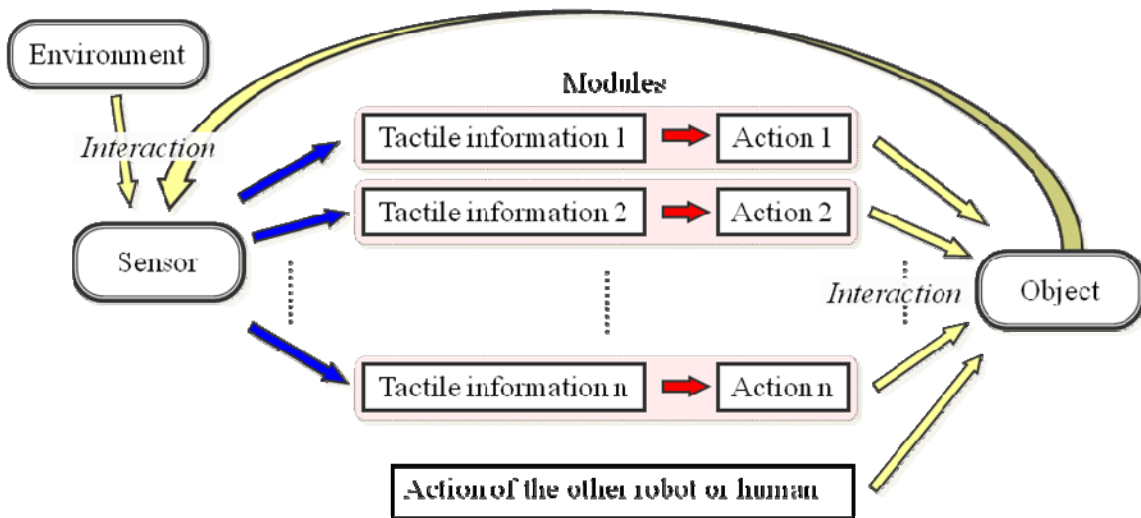 Environment
Modules
Interaction
Tactile information 1
Action 1
Tactile information 2
Action 2
Sensor
Interaction
Object
Tactile information n
Action n
Action of the other robot or human